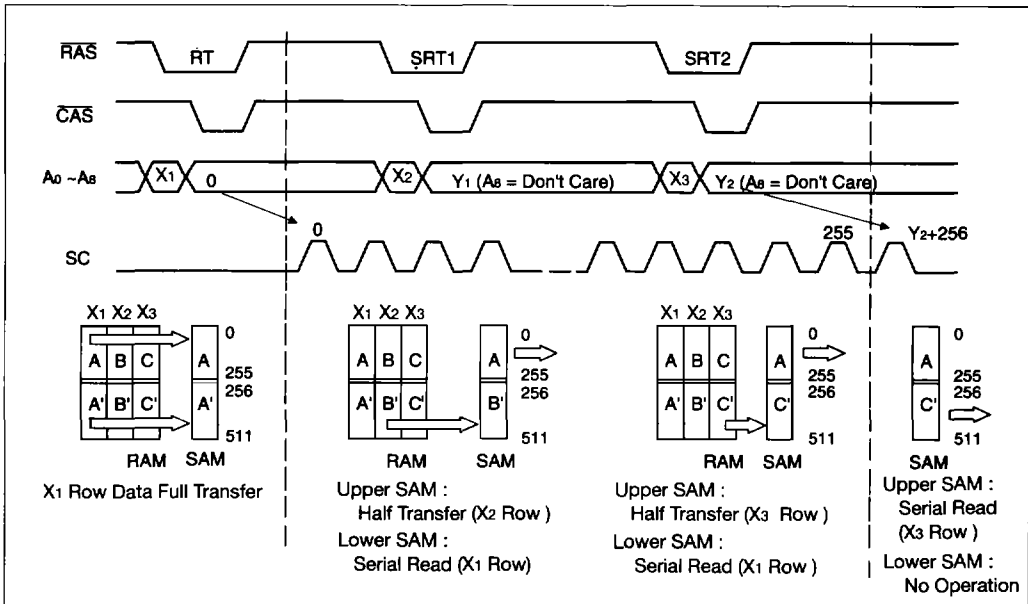 RAS RT SRT1 SRT2
CAS
A0 ~A8 X1 0 X2 Y1 (A8 = Don't Care) X3 Y2 (A8 = Don't Care)
SC 0 255 Y2+256
X1 X2 X3
A B C
A' B' C'
RAM
A
A'
SAM
0
255
256
511
X1 Row Data Full Transfer
X1 X2 X3
A B C
A' B' C'
RAM
A
B'
SAM
0
255
256
511
Upper SAM :
Half Transfer (X2 Row )
Lower SAM :
Serial Read (X1 Row)
X1 X2 X3
A B C
A' B' C'
RAM
A
C'
SAM
0
255
256
511
Upper SAM :
Half Transfer (X3 Row )
Lower SAM :
Serial Read (X1 Row )
A
C'
SAM
0
255
256
511
Upper SAM :
Serial Read
(X3 Row )
Lower SAM :
No Operation